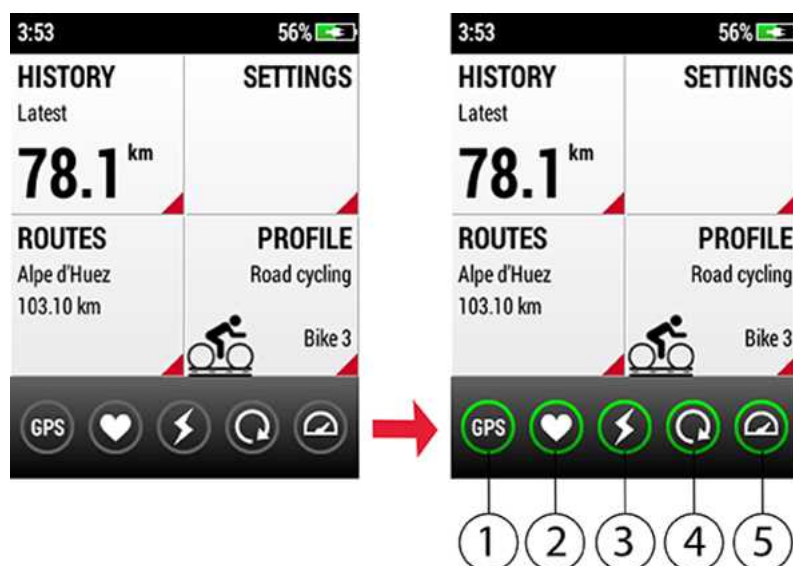 3:53 56%
HISTORY SETTINGS
Latest
78.1 km
ROUTES PROFILE
Alpe d'Huez Road cycling
103.10 km
Bike 3
GPS
3:53 56%
HISTORY SETTINGS
Latest
78.1 km
ROUTES PROFILE
Alpe d'Huez Road cycling
103.10 km
Bike 3
GPS
1 2 3 4 5